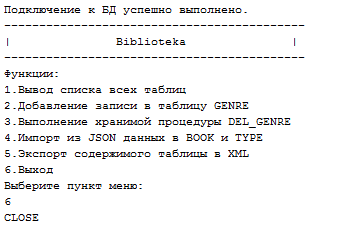 Подключение к БД успешно выполнено.
--------------------------------------------
| Biblioteka |
--------------------------------------------
Функции:
1.Вывод списка всех таблиц
2.Добавление записи в таблицу GENRE
3.Выполнение хранимой процедуры DEL_GENRE
4.Импорт из JSON данных в BOOK и TYPE
5.Экспорт содержимого таблицы в XML
6.Выход
Выберите пункт меню:
6
CLOSE